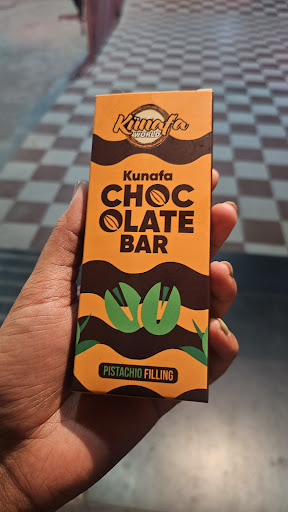 Kunafa
WORLD
Kunafa
CHOC
OLATE
BAR
PISTACHIO FILLING